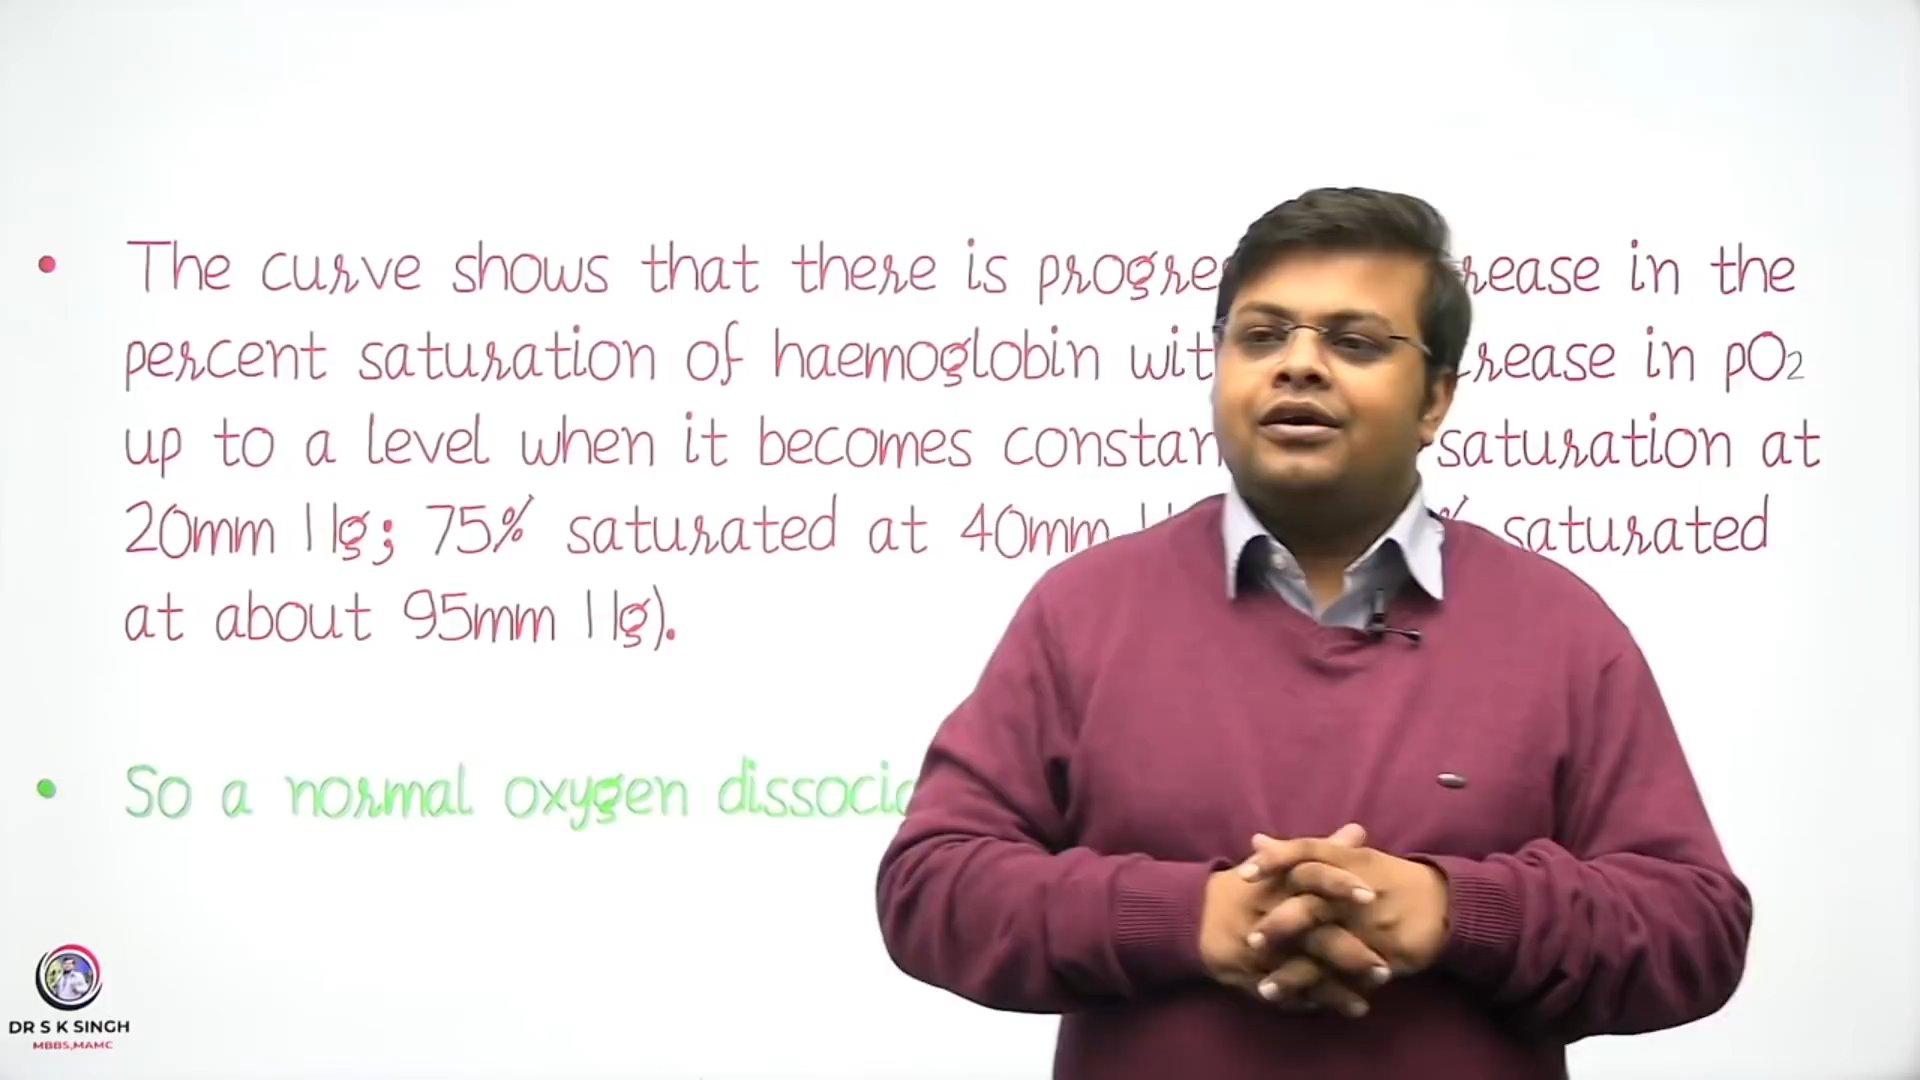 • The curve shows that there is progre rease in the
percent saturation of haemoglobin wit rease in pO₂
up to a level when it becomes constan saturation at
20mm Hg; 75% saturated at 40mm % saturated
at about 95mm Hg).
• So a normal oxygen dissocia
DR S K SINGH
MBBS,MAMC